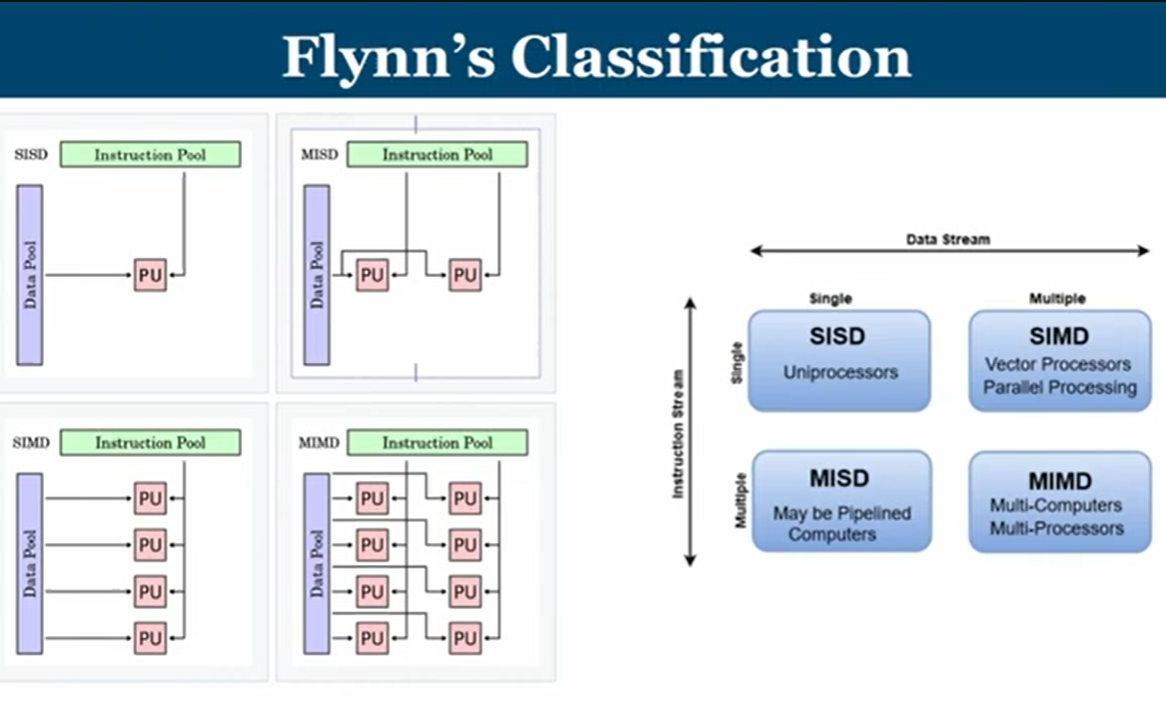 Flynn's Classification
SISD
Instruction Pool
Data Pool
PU
MISD
Instruction Pool
Data Pool
PU
PU
SIMD
Instruction Pool
Data Pool
PU
PU
PU
PU
MIMD
Instruction Pool
Data Pool
PU
PU
PU
PU
PU
PU
PU
PU
Data Stream
Single
Multiple
Instruction Stream
Single
SISD
Uniprocessors
SIMD
Vector Processors
Parallel Processing
Multiple
MISD
May be Pipelined
Computers
MIMD
Multi-Computers
Multi-Processors